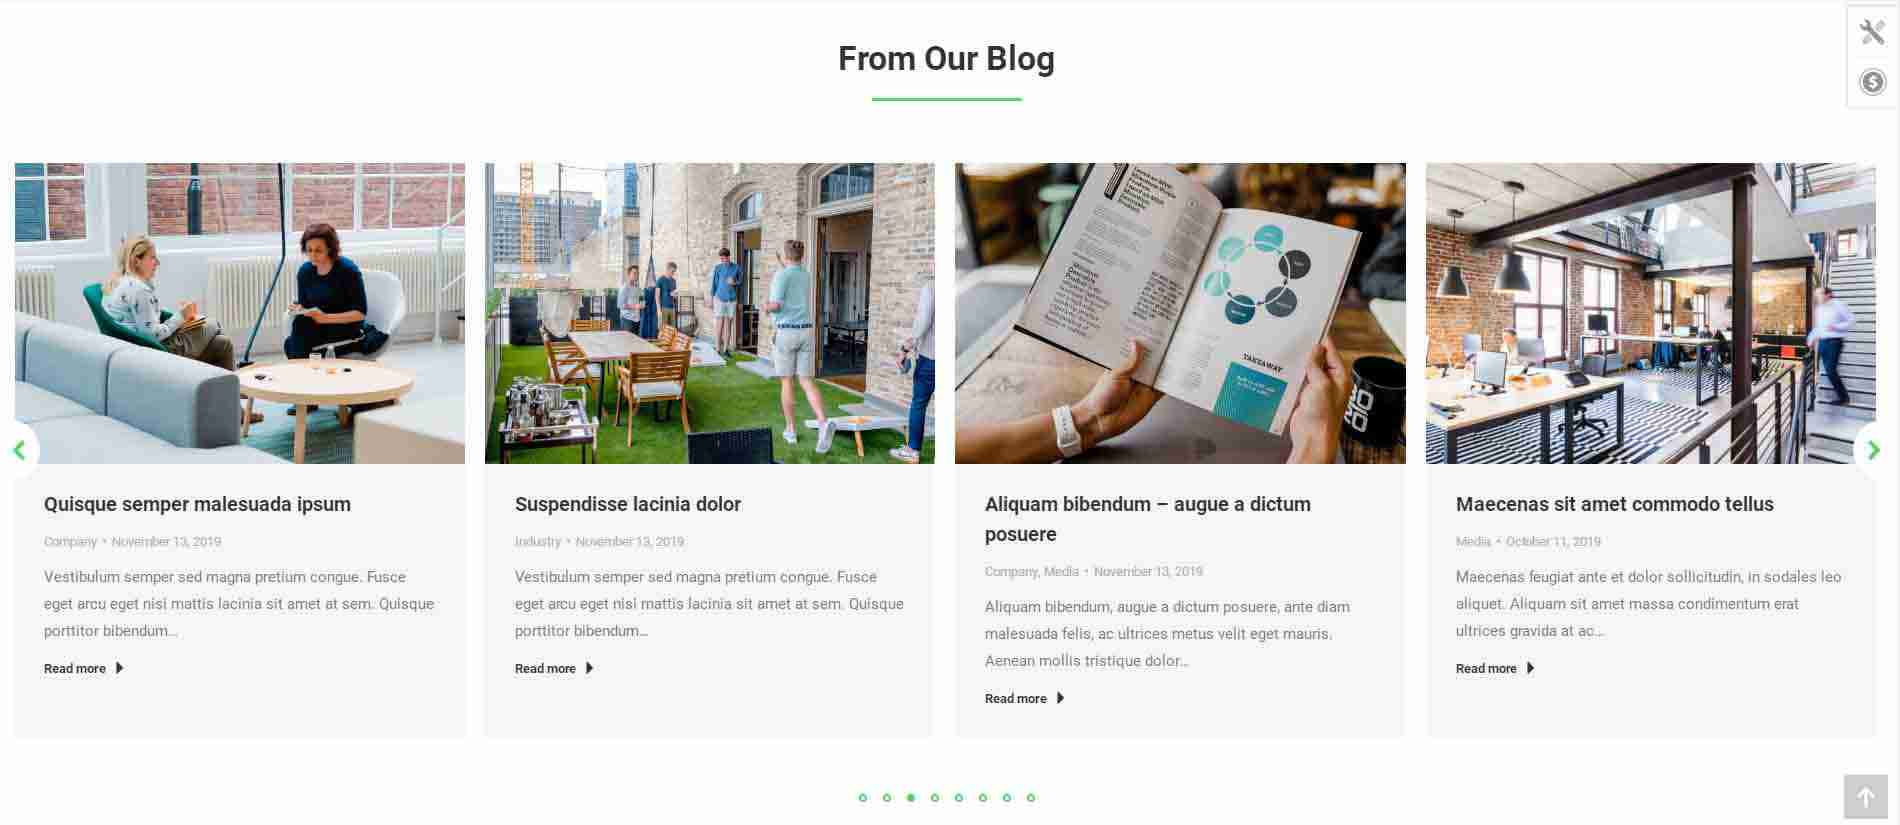 From Our Blog
TAKEAWAY
Quisque semper malesuada ipsum
Company • November 13, 2019
Vestibulum semper sed magna pretium congue. Fusce
eget arcu eget nisi mattis lacinia sit amet at sem. Quisque
porttitor bibendum…
Read more
Suspendisse lacinia dolor
Industry • November 13, 2019
Vestibulum semper sed magna pretium congue. Fusce
eget arcu eget nisi mattis lacinia sit amet at sem. Quisque
porttitor bibendum…
Read more
Aliquam bibendum – augue a dictum
posuere
Company, Media • November 13, 2019
Aliquam bibendum, augue a dictum posuere, ante diam
malesuada felis, ac ultrices metus velit eget mauris.
Aenean mollis tristique dolor…
Read more
Maecenas sit amet commodo tellus
Media • October 11, 2019
Maecenas feugiat ante et dolor sollicitudin, in sodales leo
aliquet. Aliquam sit amet massa condimentum erat
ultrices gravida at ac…
Read more